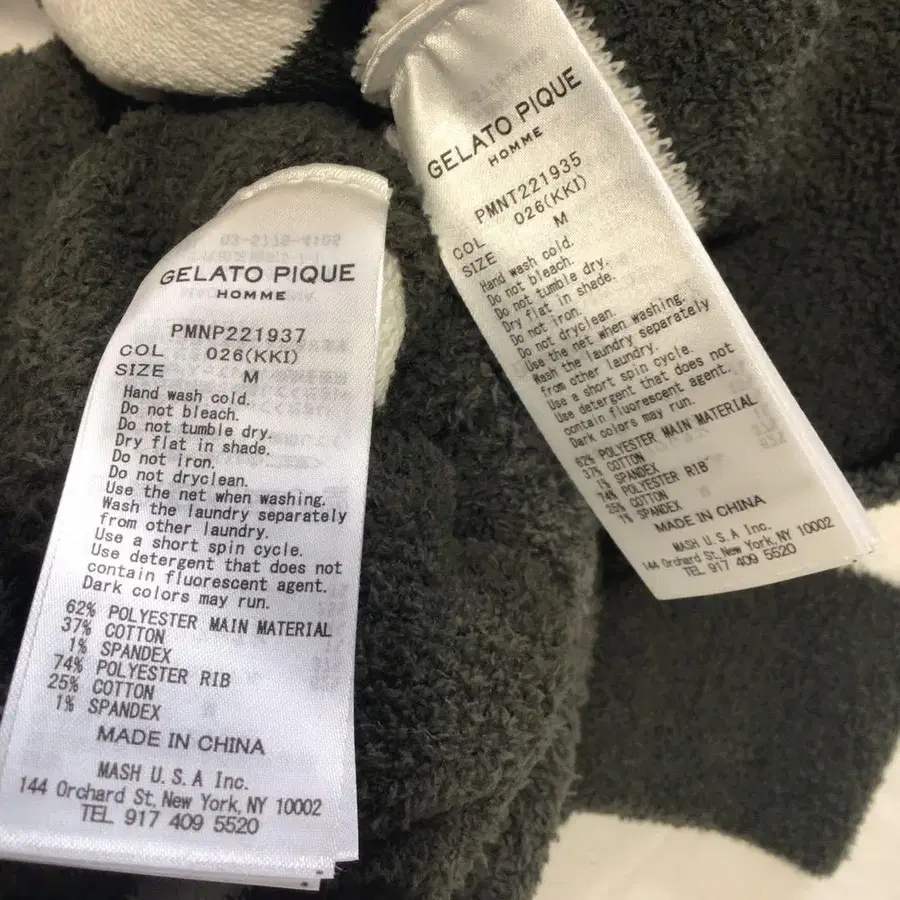 GELATO PIQUE
HOMME
PMNP221937
COL 026(KKI)
SIZE M
Hand wash cold.
Do not bleach.
Do not tumble dry.
Dry flat in shade.
Do not iron.
Do not dryclean.
Use the net when washing.
Wash the laundry separately
from other laundry.
Use a short spin cycle.
Use detergent that does not
contain fluorescent agent.
Dark colors may run.
62% POLYESTER MAIN MATERIAL
37% COTTON
1% SPANDEX
74% POLYESTER RIB
25% COTTON
1% SPANDEX
MADE IN CHINA
MASH U.S.A Inc.
144 Orchard St, New York, NY 10002
TEL 917 409 5520
GELATO PIQUE
HOMME
PMNT221935
COL 026(KKI)
SIZE M
Hand wash cold.
Do not bleach.
Do not tumble dry.
Dry flat in shade.
Do not iron.
Do not dryclean.
Use the net when washing.
Wash the laundry separately
from other laundry.
Use a short spin cycle.
Use detergent that does not
contain fluorescent agent.
Dark colors may run.
62% POLYESTER MAIN MATERIAL
37% COTTON
1% SPANDEX
74% POLYESTER RIB
25% COTTON
1% SPANDEX
MADE IN CHINA
MASH U.S.A Inc.
144 Orchard St, New York, NY 10002
TEL 917 409 5520